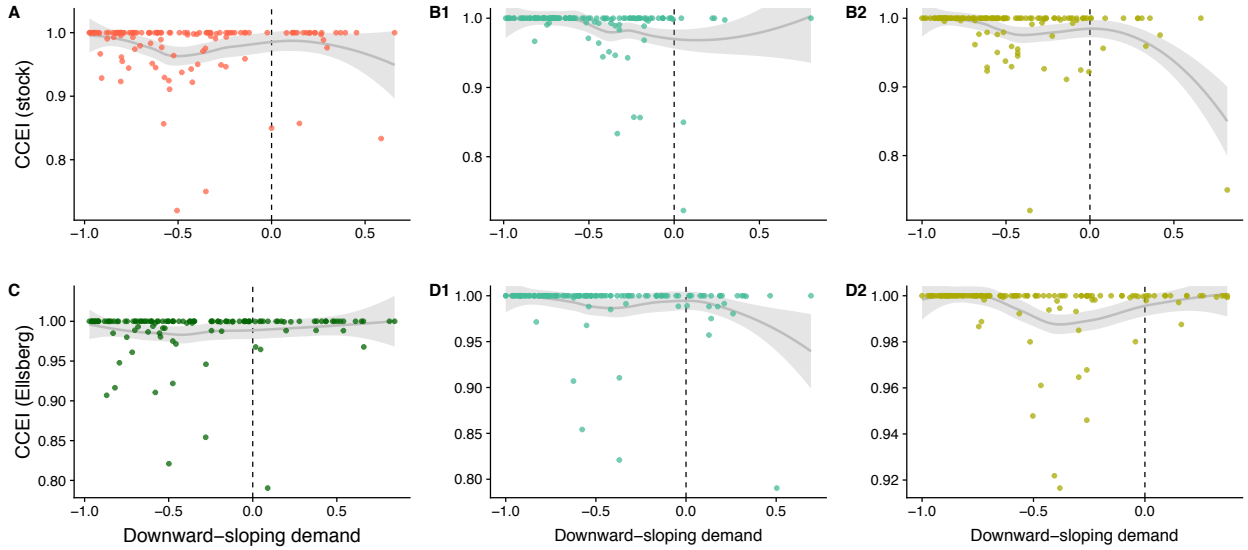 A
B1
B2
CCEI (stock)
1.0
0.9
0.8
−1.0 −0.5 0.0 0.5
1.0
0.9
0.8
−1.0 −0.5 0.0 0.5
1.0
0.9
0.8
−1.0 −0.5 0.0 0.5
C
D1
D2
CCEI (Ellsberg)
1.00
0.95
0.90
0.85
0.80
−1.0 −0.5 0.0 0.5
Downward−sloping demand
1.00
0.95
0.90
0.85
0.80
−1.0 −0.5 0.0 0.5
Downward−sloping demand
1.00
0.98
0.96
0.94
0.92
−1.0 −0.5 0.0
Downward−sloping demand